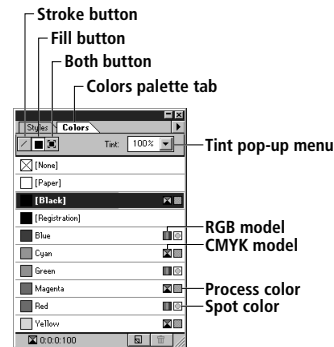 Stroke button
Fill button
Both button
Colors palette tab
Styles Colors
Tint: 100% Tint pop-up menu
[None]
[Paper]
[Black]
[Registration]
RGB model
Blue
CMYK model
Cyan
Green
Magenta Process color
Red Spot color
Yellow
0:0:0:100